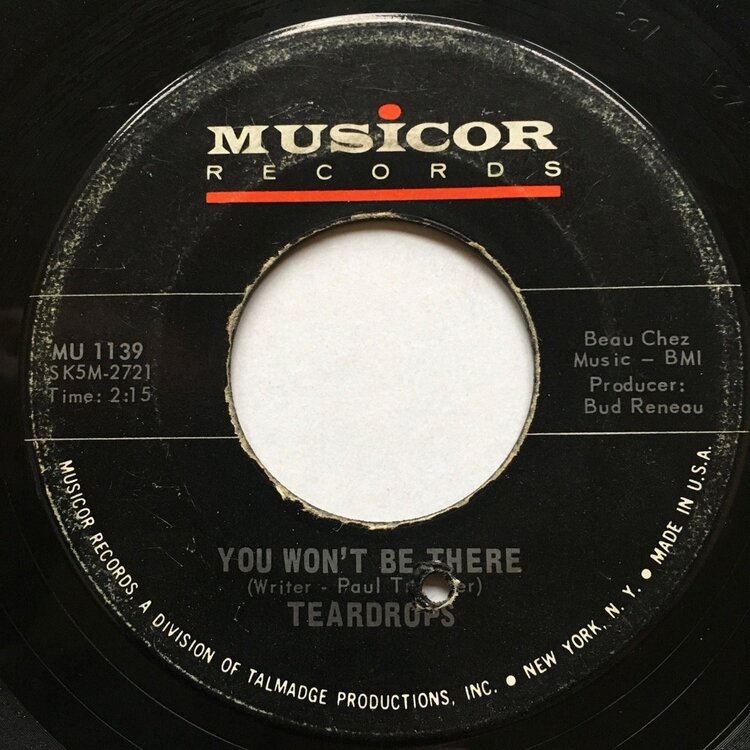 MUSiCOR
RECORDS
MU 1139
SK5M-2721
Time: 2:15
Beau Chez
Music - BMI
Producer:
Bud Reneau
YOU WON'T BE THERE
(Writer - Paul
TEARDROPS
MUSICOR RECORDS, A DIVISION OF TALMADGE PRODUCTIONS, INC. ● NEW YORK, N. Y. ● MADE IN U.S.A.